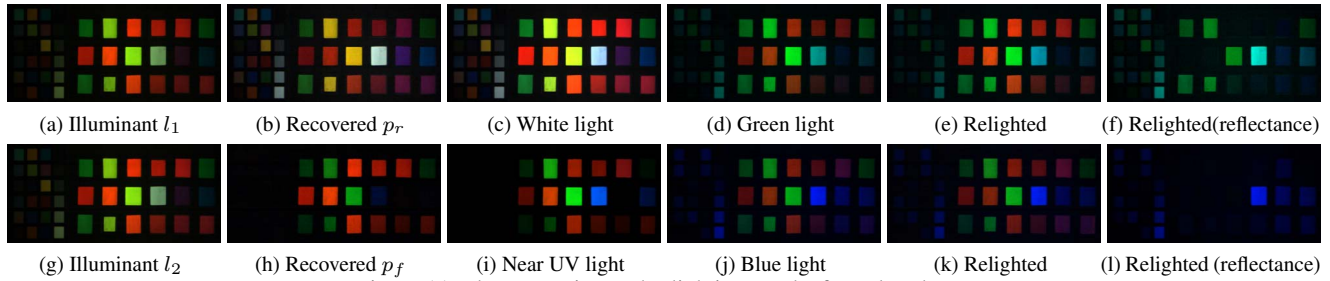 (a) Illuminant l1
(b) Recovered pr
(c) White light
(d) Green light
(e) Relighted
(f) Relighted(reflectance)
(g) Illuminant l2
(h) Recovered pf
(i) Near UV light
(j) Blue light
(k) Relighted
(l) Relighted (reflectance)